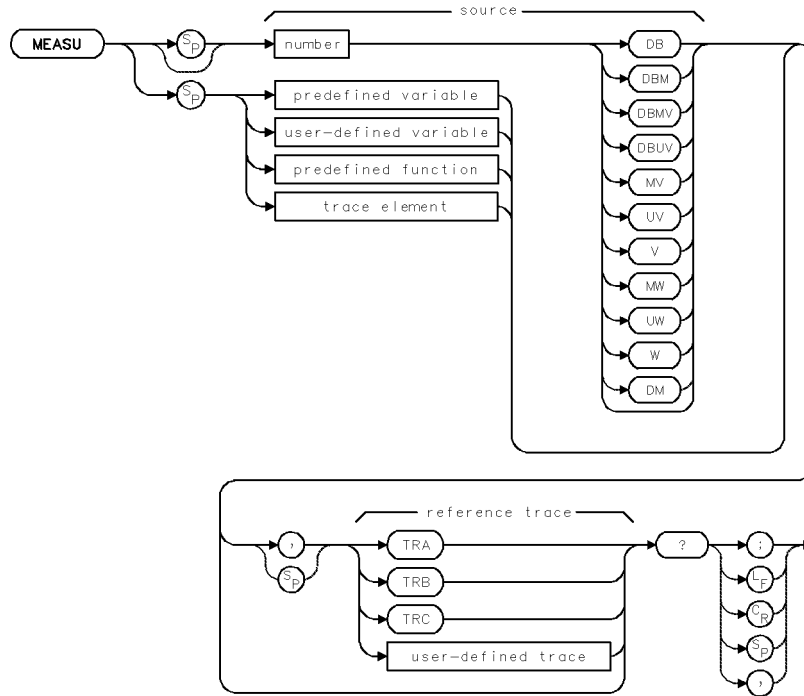 source
MEASU
SP
number
DB
DBM
DBMV
DBUV
MV
UV
V
MW
UW
W
DM
SP
predefined variable
user-defined variable
predefined function
trace element
reference trace
,
SP
TRA
TRB
TRC
user-defined trace
?
;
LF
CR
SP
,